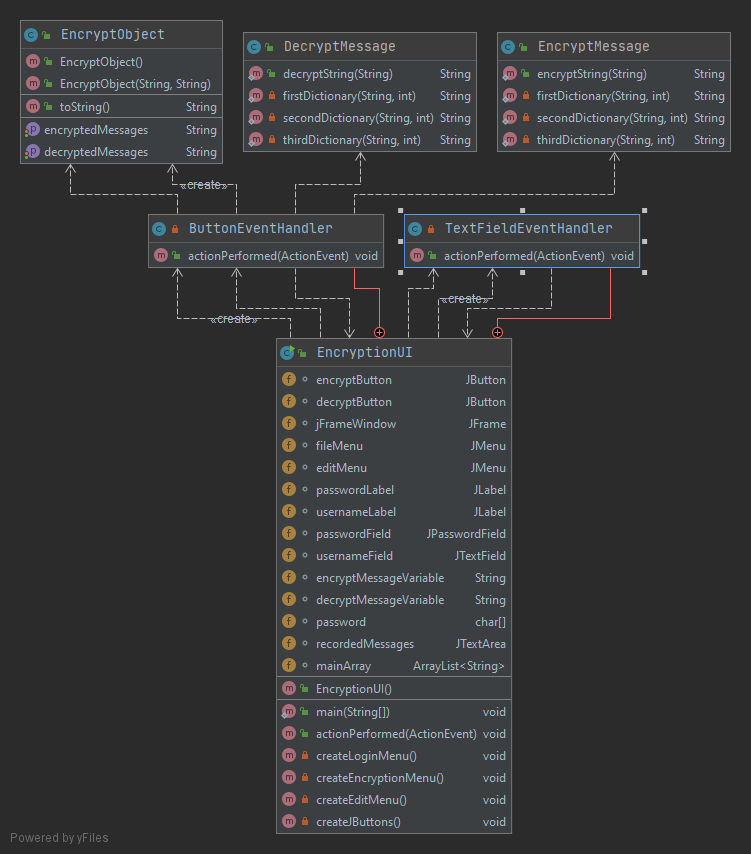 EncryptObject
EncryptObject()
EncryptObject(String, String)
toString() String
encryptedMessages String
decryptedMessages String
DecryptMessage
decryptString(String) String
firstDictionary(String, int) String
secondDictionary(String, int) String
thirdDictionary(String, int) String
EncryptMessage
encryptString(String) String
firstDictionary(String, int) String
secondDictionary(String, int) String
thirdDictionary(String, int) String
«create»
ButtonEventHandler
actionPerformed(ActionEvent) void
TextFieldEventHandler
actionPerformed(ActionEvent) void
«create»
«create»
EncryptionUI
encryptButton JButton
decryptButton JButton
jFrameWindow JFrame
fileMenu JMenu
editMenu JMenu
passwordLabel JLabel
usernameLabel JLabel
passwordField JPasswordField
usernameField JTextField
encryptMessageVariable String
decryptMessageVariable String
password char[]
recordedMessages JTextArea
mainArray ArrayList<String>
EncryptionUI()
main(String[]) void
actionPerformed(ActionEvent) void
createLoginMenu() void
createEncryptionMenu() void
createEditMenu() void
createJButtons() void
Powered by yFiles